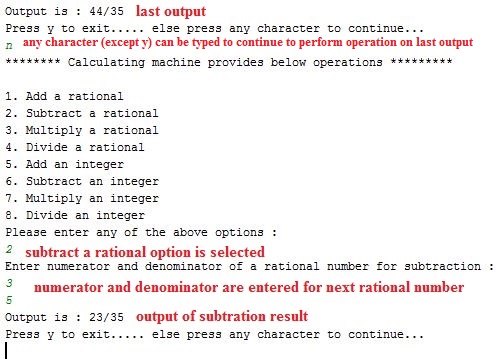 Output is : 44/35 last output
Press y to exit..... else press any character to continue...
n any character (except y) can be typed to continue to perform operation on last output
******** Calculating machine provides below operations *********
1. Add a rational
2. Subtract a rational
3. Multiply a rational
4. Divide a rational
5. Add an integer
6. Subtract an integer
7. Multiply an integer
8. Divide an integer
Please enter any of the above options :
2 subtract a rational option is selected
Enter numerator and denominator of a rational number for subtraction :
3 numerator and denominator are entered for next rational number
5
Output is : 23/35 output of subtration result
Press y to exit..... else press any character to continue...